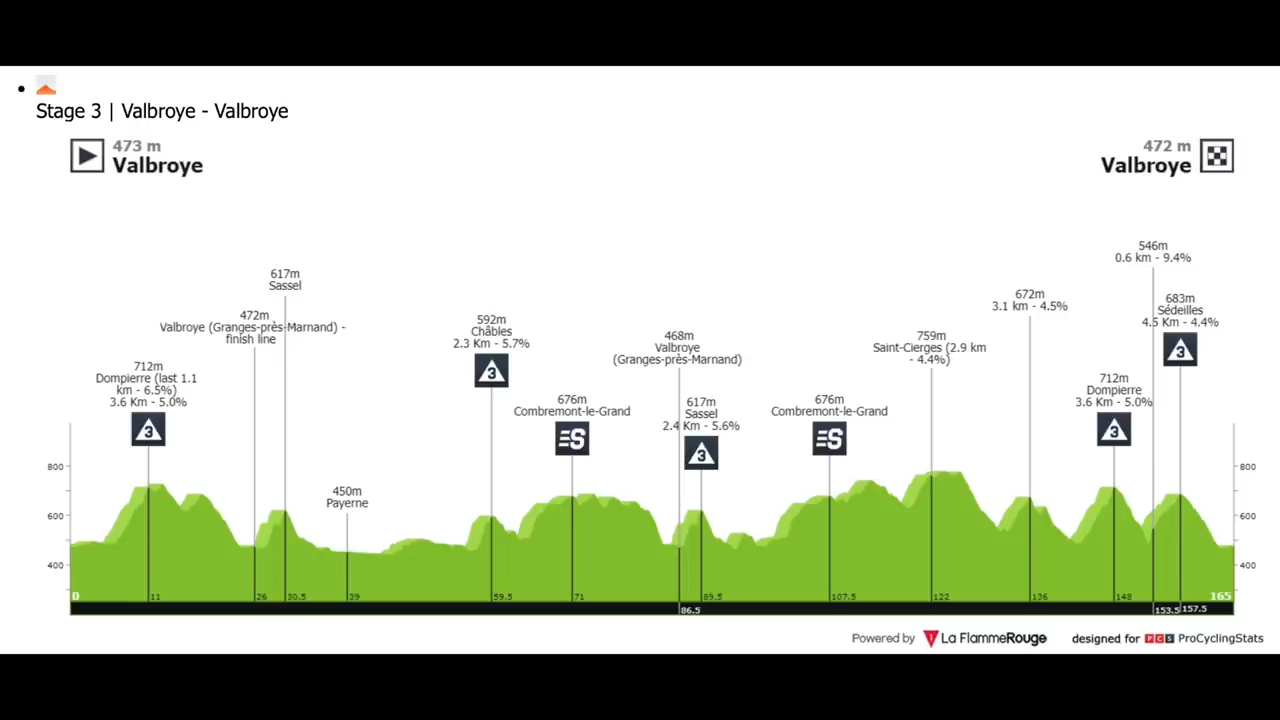 Stage 3 | Valbroye - Valbroye
473 m
Valbroye
472 m
Valbroye
546m
0.6 km - 9.4%
617m
Sassel
672m
3.1 km - 4.5%
683m
Sédeilles
4.5 Km - 4.4%
3
472m
Valbroye (Granges-près-Marnand) -
finish line
592m
Châbles
2.3 Km - 5.7%
3
468m
Valbroye
(Granges-près-Marnand)
759m
Saint-Cierges (2.9 km
- 4.4%)
712m
Dompierre (last 1.1
km - 6.5%)
3.6 Km - 5.0%
3
676m
Combremont-le-Grand
S
617m
Sassel
2.4 Km - 5.6%
3
676m
Combremont-le-Grand
S
712m
Dompierre
3.6 Km - 5.0%
3
450m
Payerne
800
600
400
800
600
400
0 11 26 30.5 39 59.5 71 86.5 89.5 107.5 122 136 148 153.5 157.5 165
Powered by La FlammeRouge designed for PCS ProCyclingStats